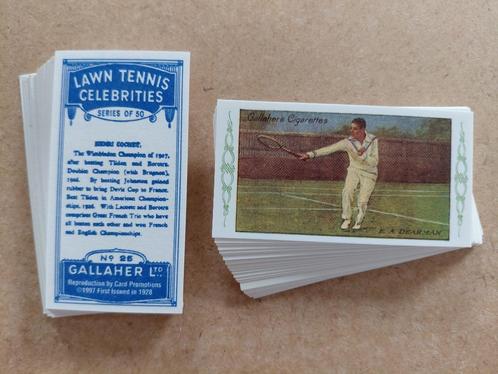 LAWN TENNIS
CELEBRITIES
SERIES OF 50
HENRI COCHET.
The Wimbledon Champion of 1927,
after beating Tilden and Borotra.
Doubles Champion (with Brugnon),
1926. By beating Johnston gained
rubber to bring Davis Cup to France.
Beat Tilden in American Champion-
ships, 1926. With Lacoste and Borotra
comprises Great French Trio who have
all beaten each other and won French
and English Championships.
No 25
GALLAHER LTD
Reproduction by Card Promotions
©1997 First Issued in 1928
Gallahers Cigarettes
E. A. DEARMAN